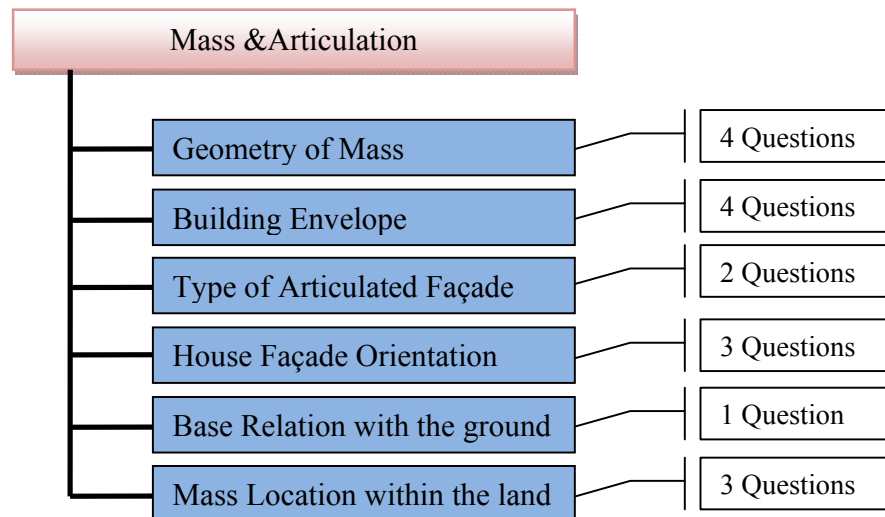 Mass &Articulation
Geometry of Mass
4 Questions
Building Envelope
4 Questions
Type of Articulated Façade
2 Questions
House Façade Orientation
3 Questions
Base Relation with the ground
1 Question
Mass Location within the land
3 Questions